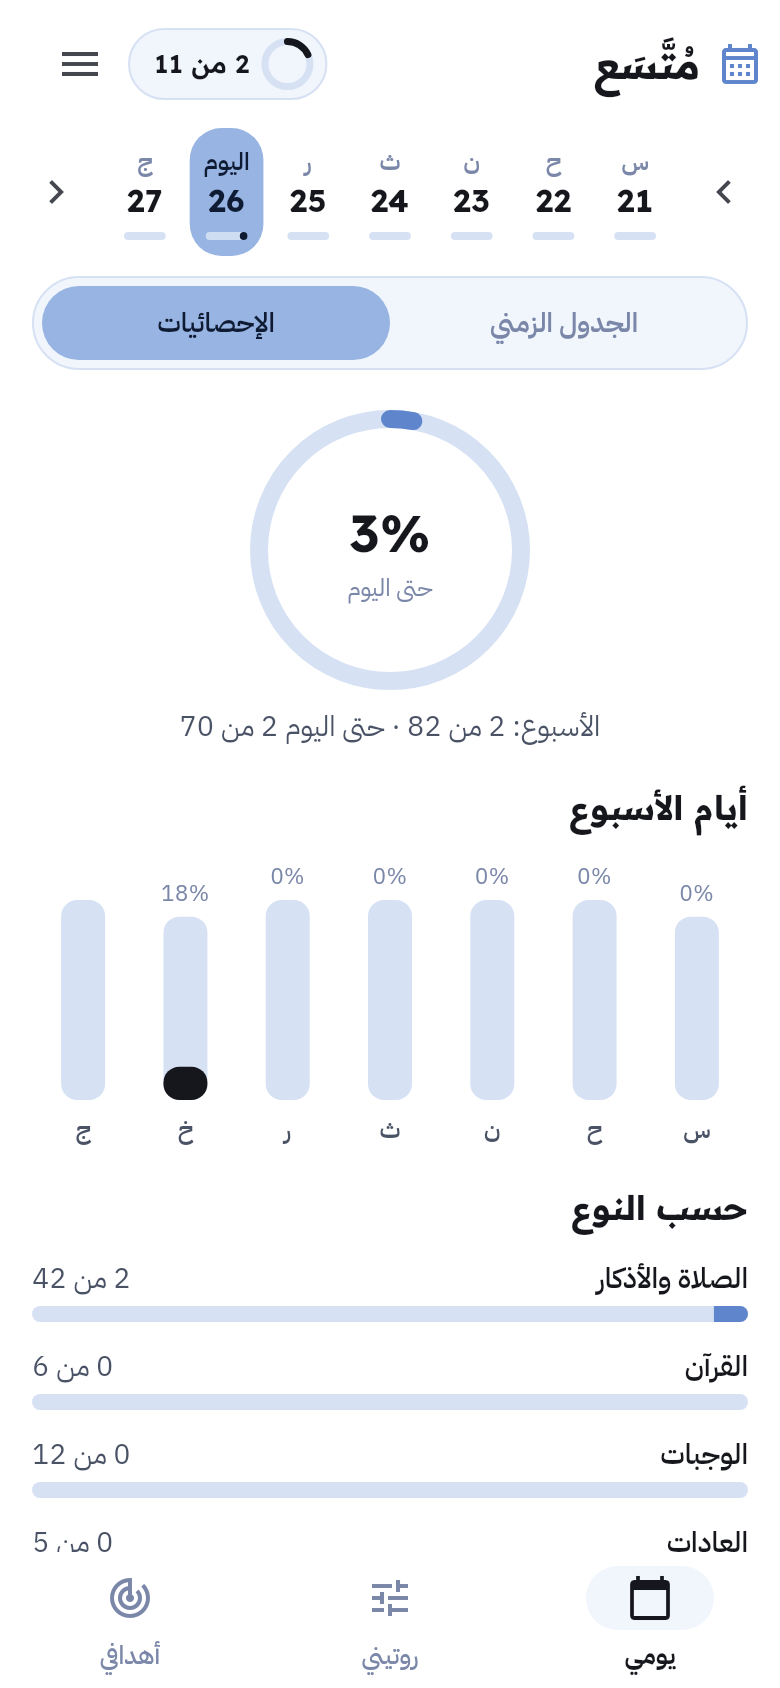 مُتَّسَع
2 من 11
س ح ن ث ر اليوم ج
21 22 23 24 25 26 27
الجدول الزمني
الإحصائيات
3%
حتى اليوم
الأسبوع: 2 من 82 · حتى اليوم 2 من 70
أيام الأسبوع
0% 0% 0% 0% 0% 18%
س ح ن ث ر خ ج
حسب النوع
الصلاة والأذكار 2 من 42
القرآن 0 من 6
الوجبات 0 من 12
العادات 0 من 5
يومي
روتيني
أهدافي